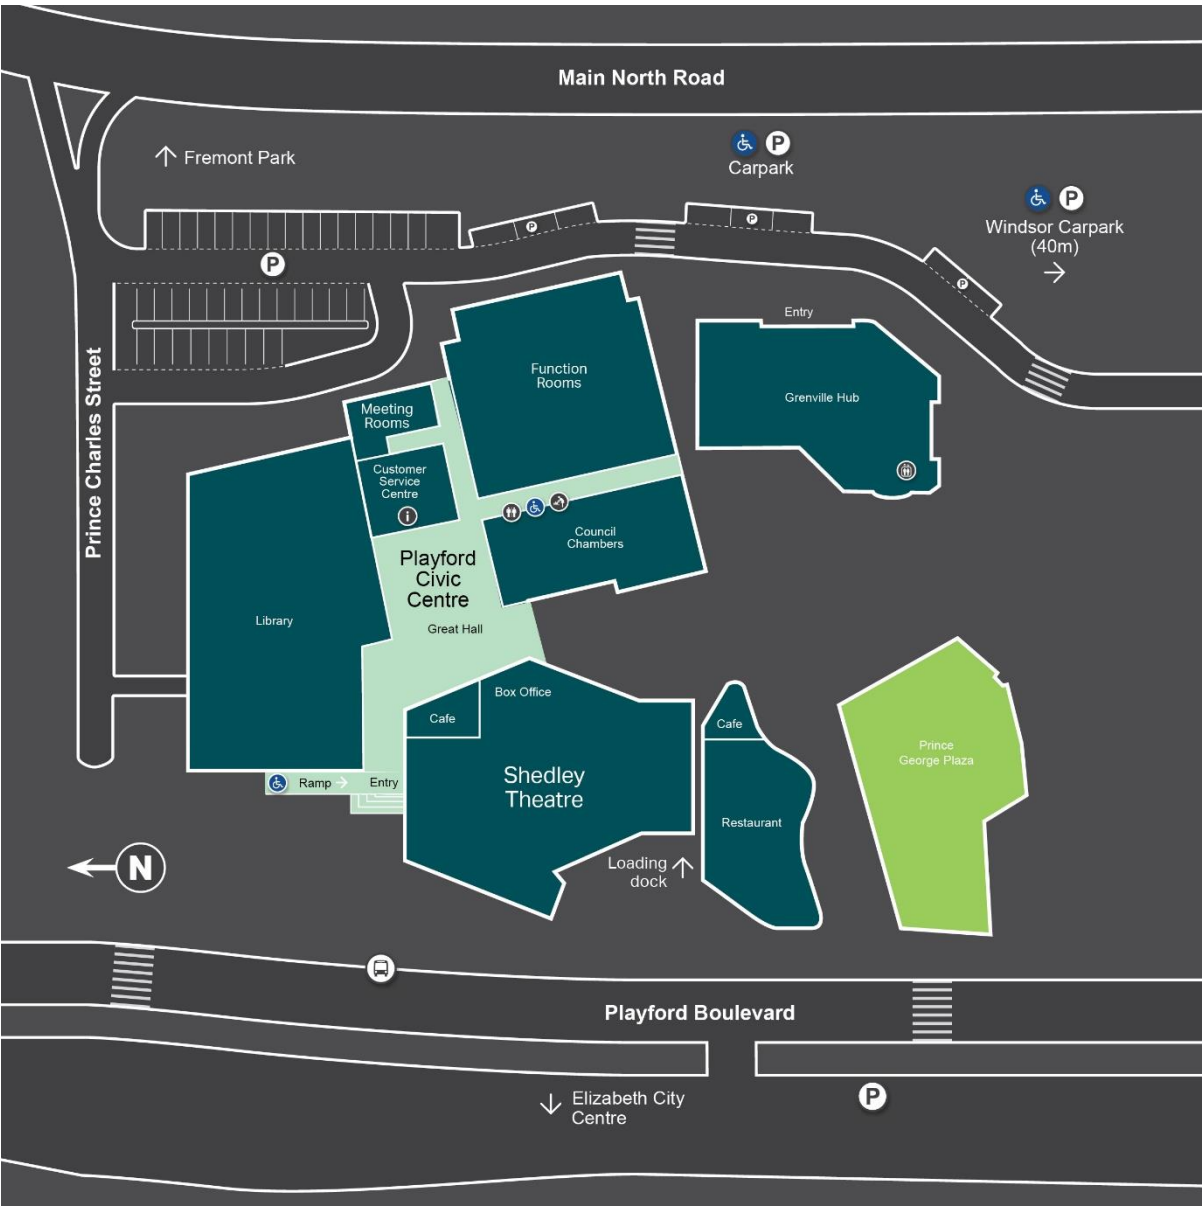 Main North Road
Fremont Park
P
Carpark
P
Windsor Carpark
(40m)
P
P
P
P
Entry
Prince Charles Street
Function
Rooms
Grenville Hub
Meeting
Rooms
Customer
Service
Centre
i
Council
Chambers
Playford
Civic
Centre
Great Hall
Library
Box Office
Cafe
Cafe
Prince
George Plaza
Shedley
Theatre
Ramp
Entry
Restaurant
Loading
dock
N
Playford Boulevard
Elizabeth City
Centre
P